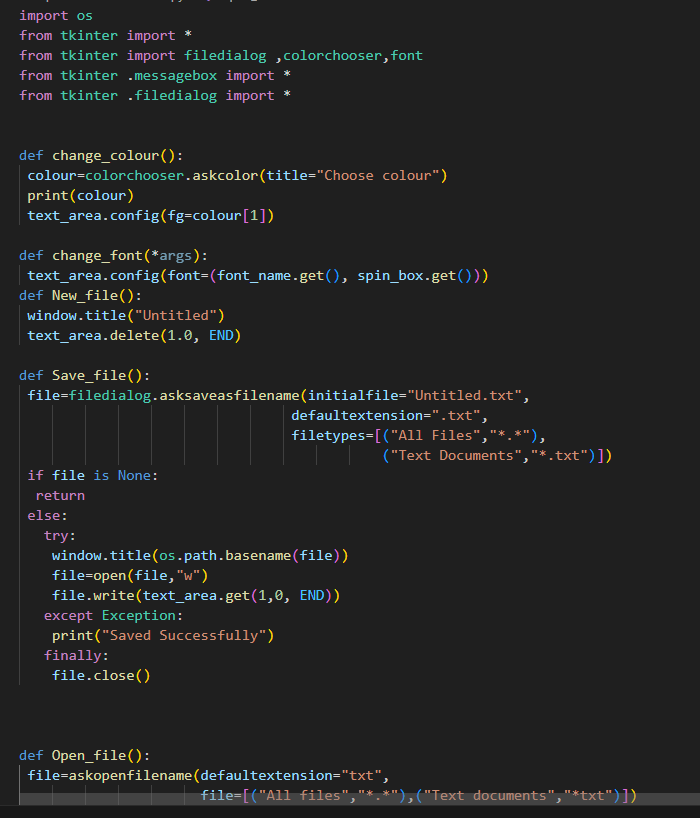 import os
from tkinter import *
from tkinter import filedialog ,colorchooser,font
from tkinter .messagebox import *
from tkinter .filedialog import *
def change_colour():
colour=colorchooser.askcolor(title="Choose colour")
print(colour)
text_area.config(fg=colour[1])
def change_font(*args):
text_area.config(font=(font_name.get(), spin_box.get()))
def New_file():
window.title("Untitled")
text_area.delete(1.0, END)
def Save_file():
file=filedialog.asksaveasfilename(initialfile="Untitled.txt",
defaultextension=".txt",
filetypes=[("All Files","*.*"),
("Text Documents","*.txt")])
if file is None:
return
else:
try:
window.title(os.path.basename(file))
file=open(file,"w")
file.write(text_area.get(1,0, END))
except Exception:
print("Saved Successfully")
finally:
file.close()
def Open_file():
file=askopenfilename(defaultextension="txt",
file=[("All files","*.*"),("Text documents","*txt")])